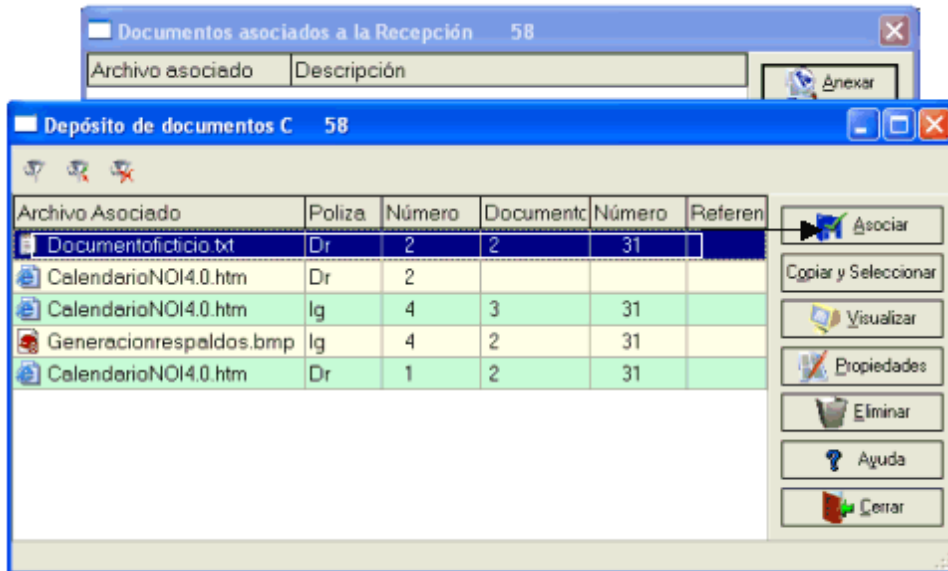 Documentos asociados a la Recepción 58
Archivo asociado Descripción
Anexar
Depósito de documentos C 58
Archivo Asociado Poliza Número Documento Número Referen
Documentoficticio.txt Dr 2 2 31
CalendarioNOI4.0.htm Dr 2
CalendarioNOI4.0.htm Ig 4 3 31
Generacionrespaldos.bmp Ig 4 2 31
CalendarioNOI4.0.htm Dr 1 2 31
Asociar
Copiar y Seleccionar
Visualizar
Propiedades
Eliminar
Ayuda
Cerrar